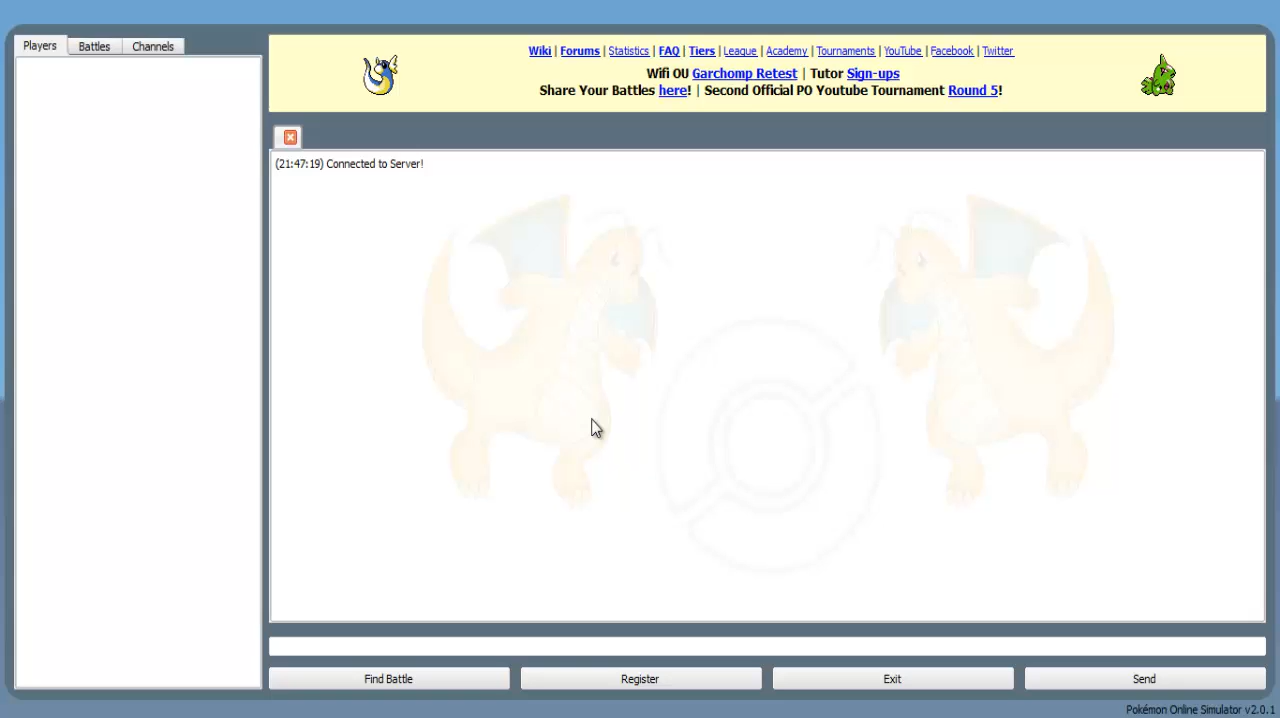 Players Battles Channels
Wiki | Forums | Statistics | FAQ | Tiers | League | Academy | Tournaments | YouTube | Facebook | Twitter
Wifi OU Garchomp Retest | Tutor Sign-ups
Share Your Battles here! | Second Official PO Youtube Tournament Round 5!
(21:47:19) Connected to Server!
Find Battle Register Exit Send
Pokémon Online Simulator v2.0.1